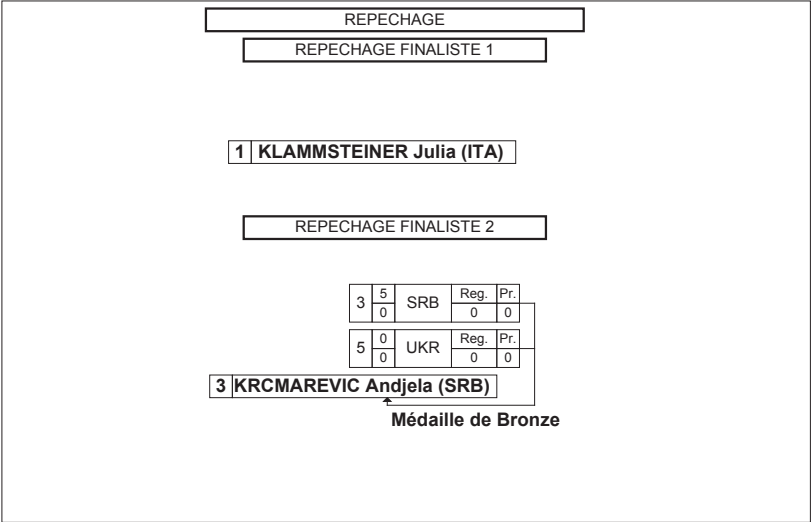 REPECHAGE
REPECHAGE FINALISTE 1
1 KLAMMSTEINER Julia (ITA)
REPECHAGE FINALISTE 2
3 5 0 SRB Reg. 0 Pr. 0
5 0 0 UKR Reg. 0 Pr. 0
3 KRCMAREVIC Andjela (SRB)
Médaille de Bronze